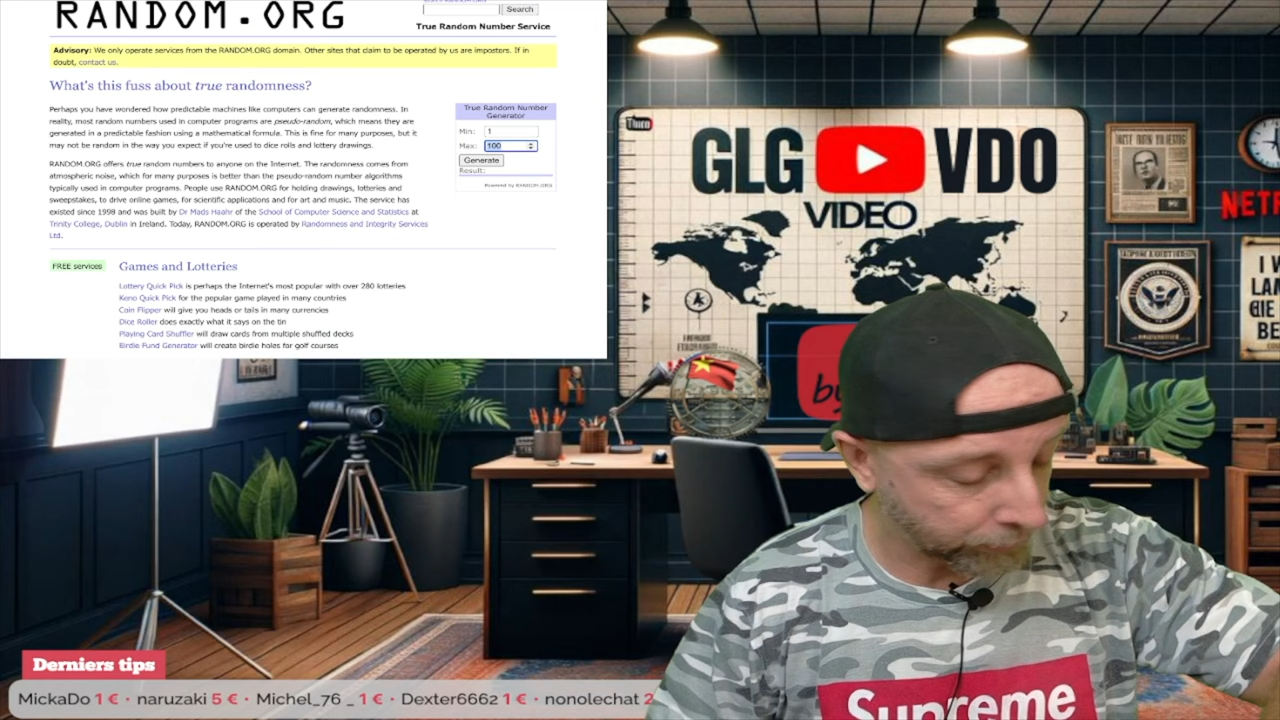 RANDOM.ORG
Search
True Random Number Service
Advisory: We only operate services from the RANDOM.ORG domain. Other sites that claim to be operated by us are impostors. If in
doubt, contact us.
What's this fuss about true randomness?
Perhaps you have wondered how predictable machines like computers can generate randomness. In
reality, most random numbers used in computer programs are pseudo-random, which means they are
generated in a predictable fashion using a mathematical formula. This is fine for many purposes, but it
may not be random in the way you expect if you're used to dice rolls and lottery drawings.
RANDOM.ORG offers true random numbers to anyone on the Internet. The randomness comes from
atmospheric noise, which for many purposes is better than the pseudo-random number algorithms
typically used in computer programs. People use RANDOM.ORG for holding drawings, lotteries and
sweepstakes, to drive online games, for scientific applications and for art and music. The service has
existed since 1998 and was built by Dr Mads Haahr of the School of Computer Science and Statistics at
Trinity College, Dublin in Ireland. Today, RANDOM.ORG is operated by Randomness and Integrity Services
Ltd.
True Random Number
Generator
Min: 1
Max: 100
Generate
Result:
Powered by RANDOM.ORG
FREE services
Games and Lotteries
Lottery Quick Pick is perhaps the Internet's most popular with over 280 lotteries
Keno Quick Pick for the popular game played in many countries
Coin Flipper will give you heads or tails in many currencies
Dice Roller does exactly what it says on the tin
Playing Card Shuffler will draw cards from multiple shuffled decks
Birdie Fund Generator will create birdie holes for golf courses
GLG VDO
VIDEO
NETF
I W
LAM
GIE
BE
by
Supreme
Derniers tips
MickaDo 1 € · naruzaki 5 € · Michel_76 _ 1 € · Dexter6662 1 € · nonolechat 2